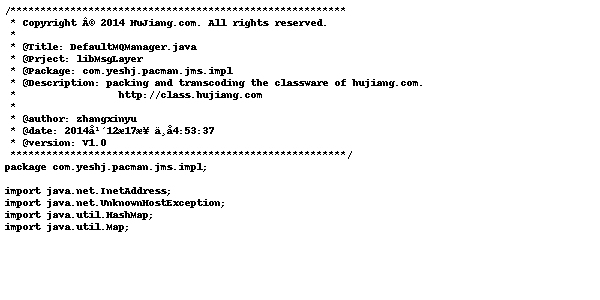 /*********************************************************
 * Copyright Â© 2014 HuJiang.com. All rights reserved.
 *
 * @Title: DefaultMQManager.java
 * @Prject: libMsgLayer
 * @Package: com.yeshj.pacman.jms.impl
 * @Description: packing and transcoding the classware of hujiang.com.
 *                 http://class.hujiang.com
 *
 * @author: zhangxinyu
 * @date: 2014å¹´12æ17æ¥ ä¸å4:53:37
 * @version: V1.0
 *********************************************************/
package com.yeshj.pacman.jms.impl;

import java.net.InetAddress;
import java.net.UnknownHostException;
import java.util.HashMap;
import java.util.Map;